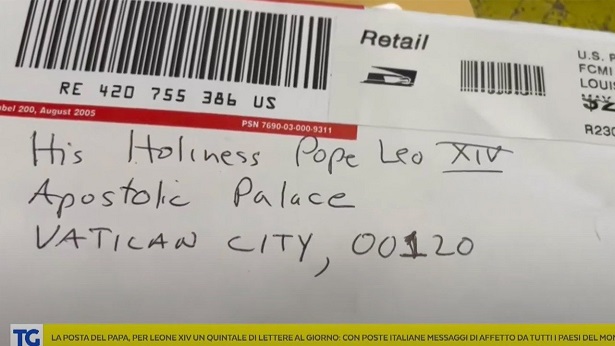 Retail
U.S. P
FCMI
LOUI
RE 420 755 386 US
R230
bel 200, August 2005
PSN 7690-03-000-9311
His Holiness Pope Leo XIV
Apostolic Palace
VATICAN CITY, 00120
TG LA POSTA DEL PAPA, PER LEONE XIV UN QUINTALE DI LETTERE AL GIORNO: CON POSTE ITALIANE MESSAGGI DI AFFETTO DA TUTTI I PAESI DEL MON